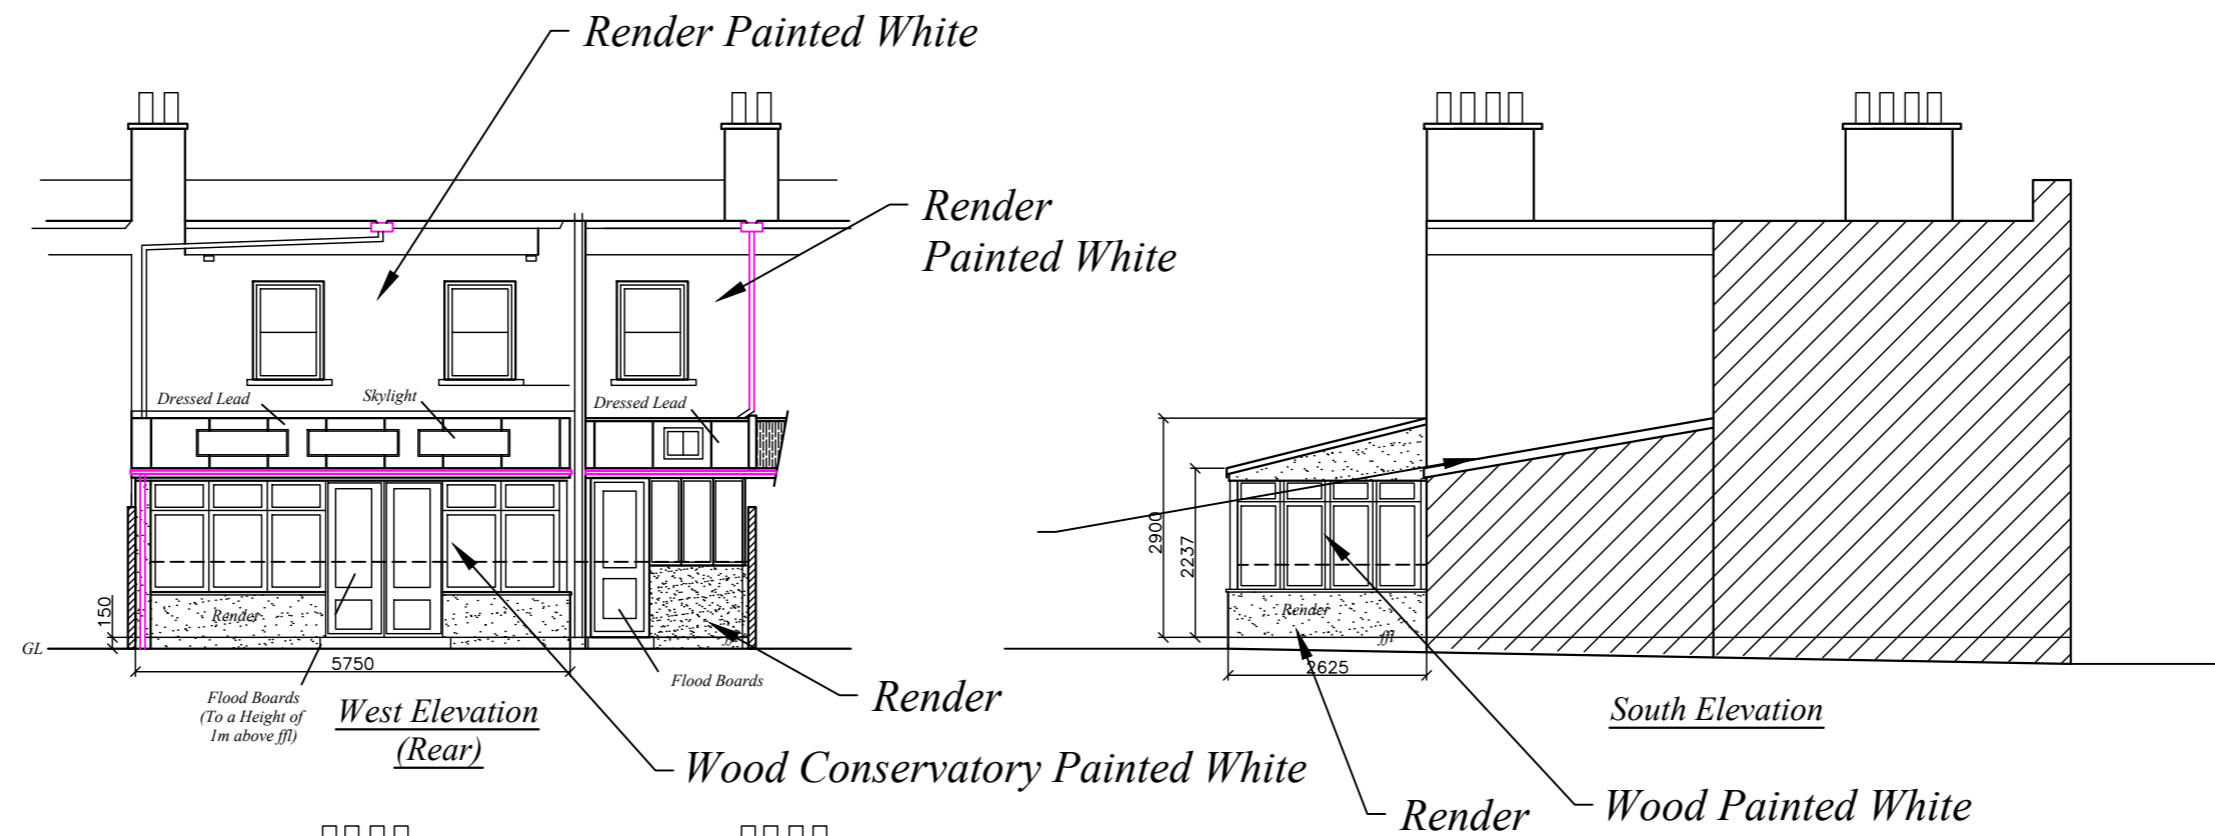 Render Painted White
Render
Painted White
Dressed Lead
Skylight
Dressed Lead
2900
2237
150
Render
Render
ffl
GL
5750
2625
Flood Boards
Flood Boards
(To a Height of
1m above ffl)
West Elevation
(Rear)
Render
South Elevation
Wood Conservatory Painted White
Render
Wood Painted White